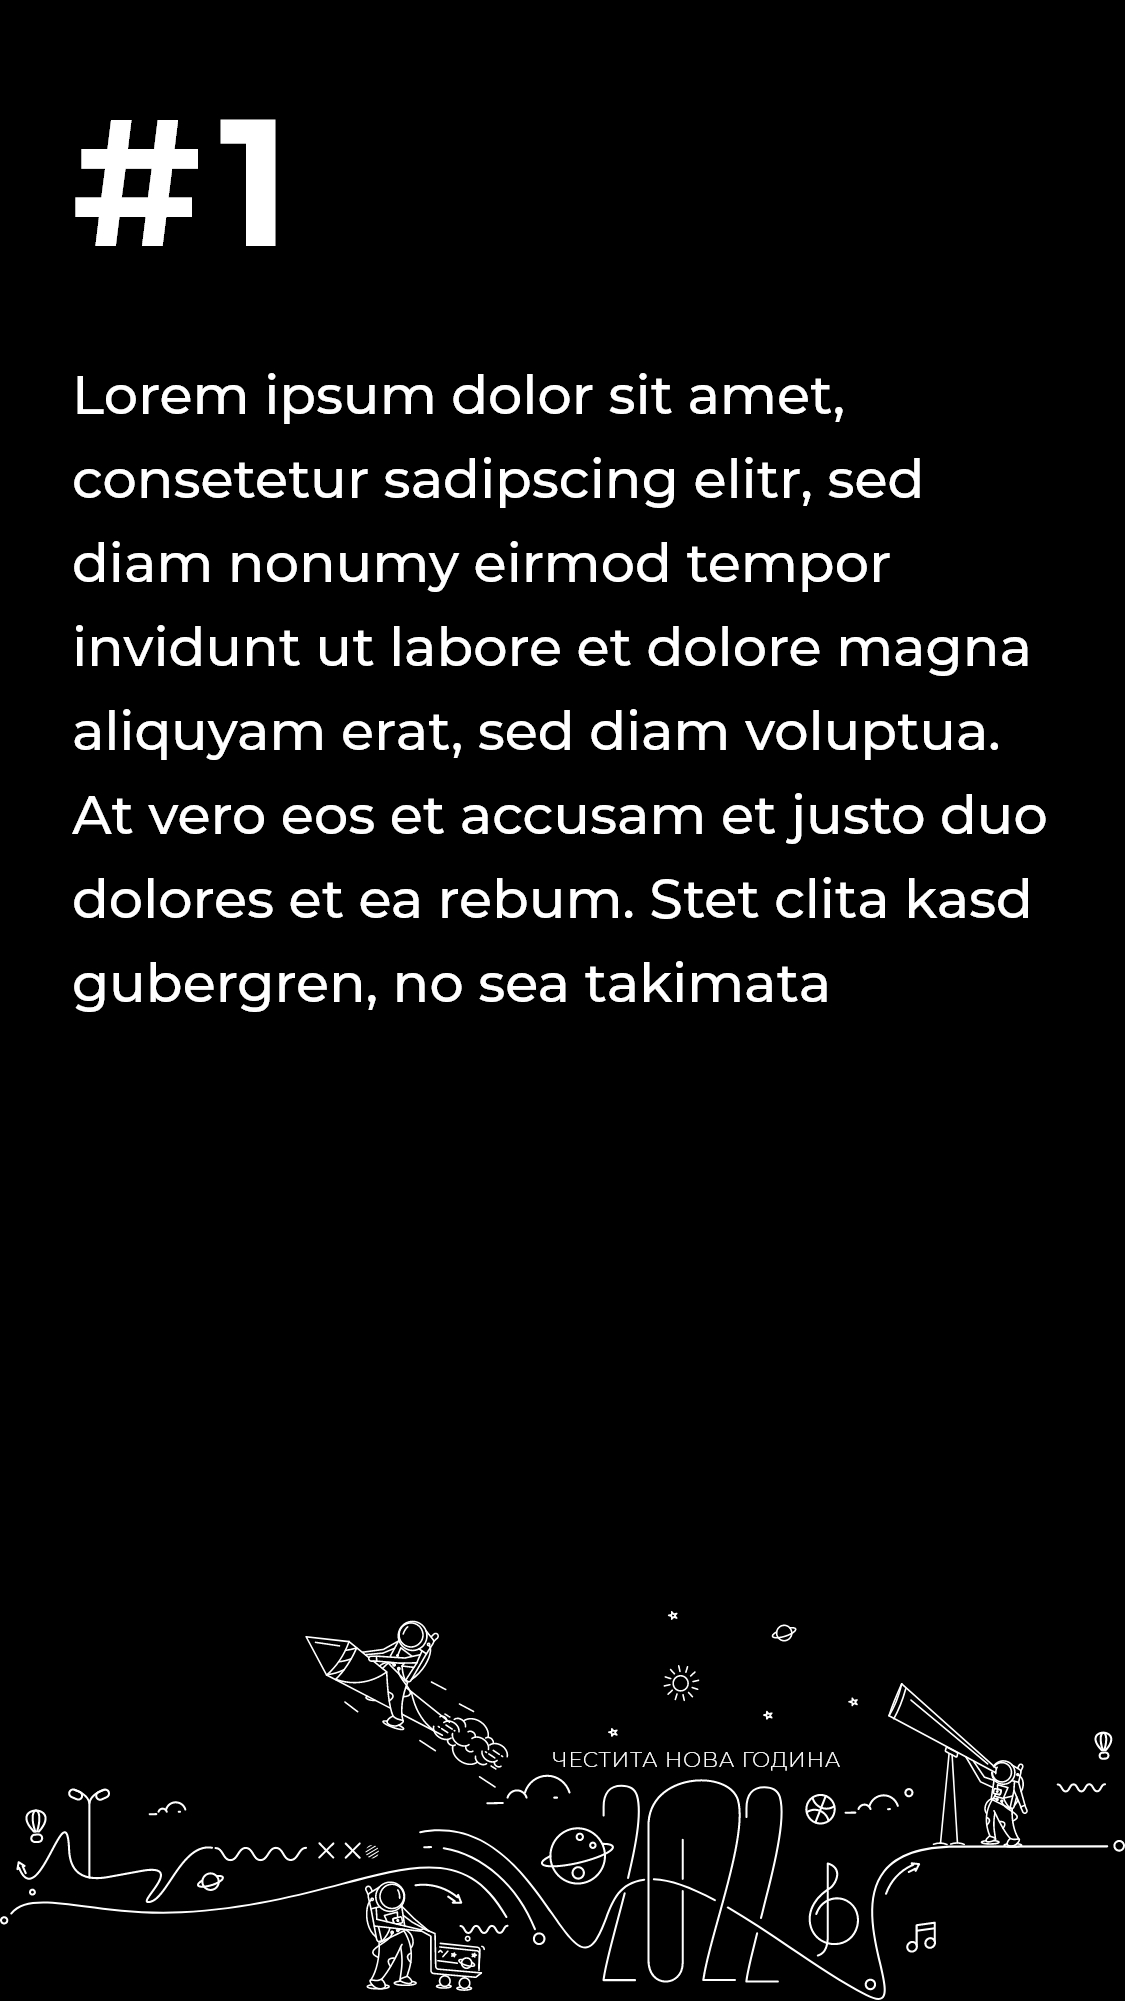 #1
Lorem ipsum dolor sit amet,
consetetur sadipscing elitr, sed
diam nonumy eirmod tempor
invidunt ut labore et dolore magna
aliquyam erat, sed diam voluptua.
At vero eos et accusam et justo duo
dolores et ea rebum. Stet clita kasd
gubergren, no sea takimata
ЧЕСТИТА НОВА ГОДИНА
2022